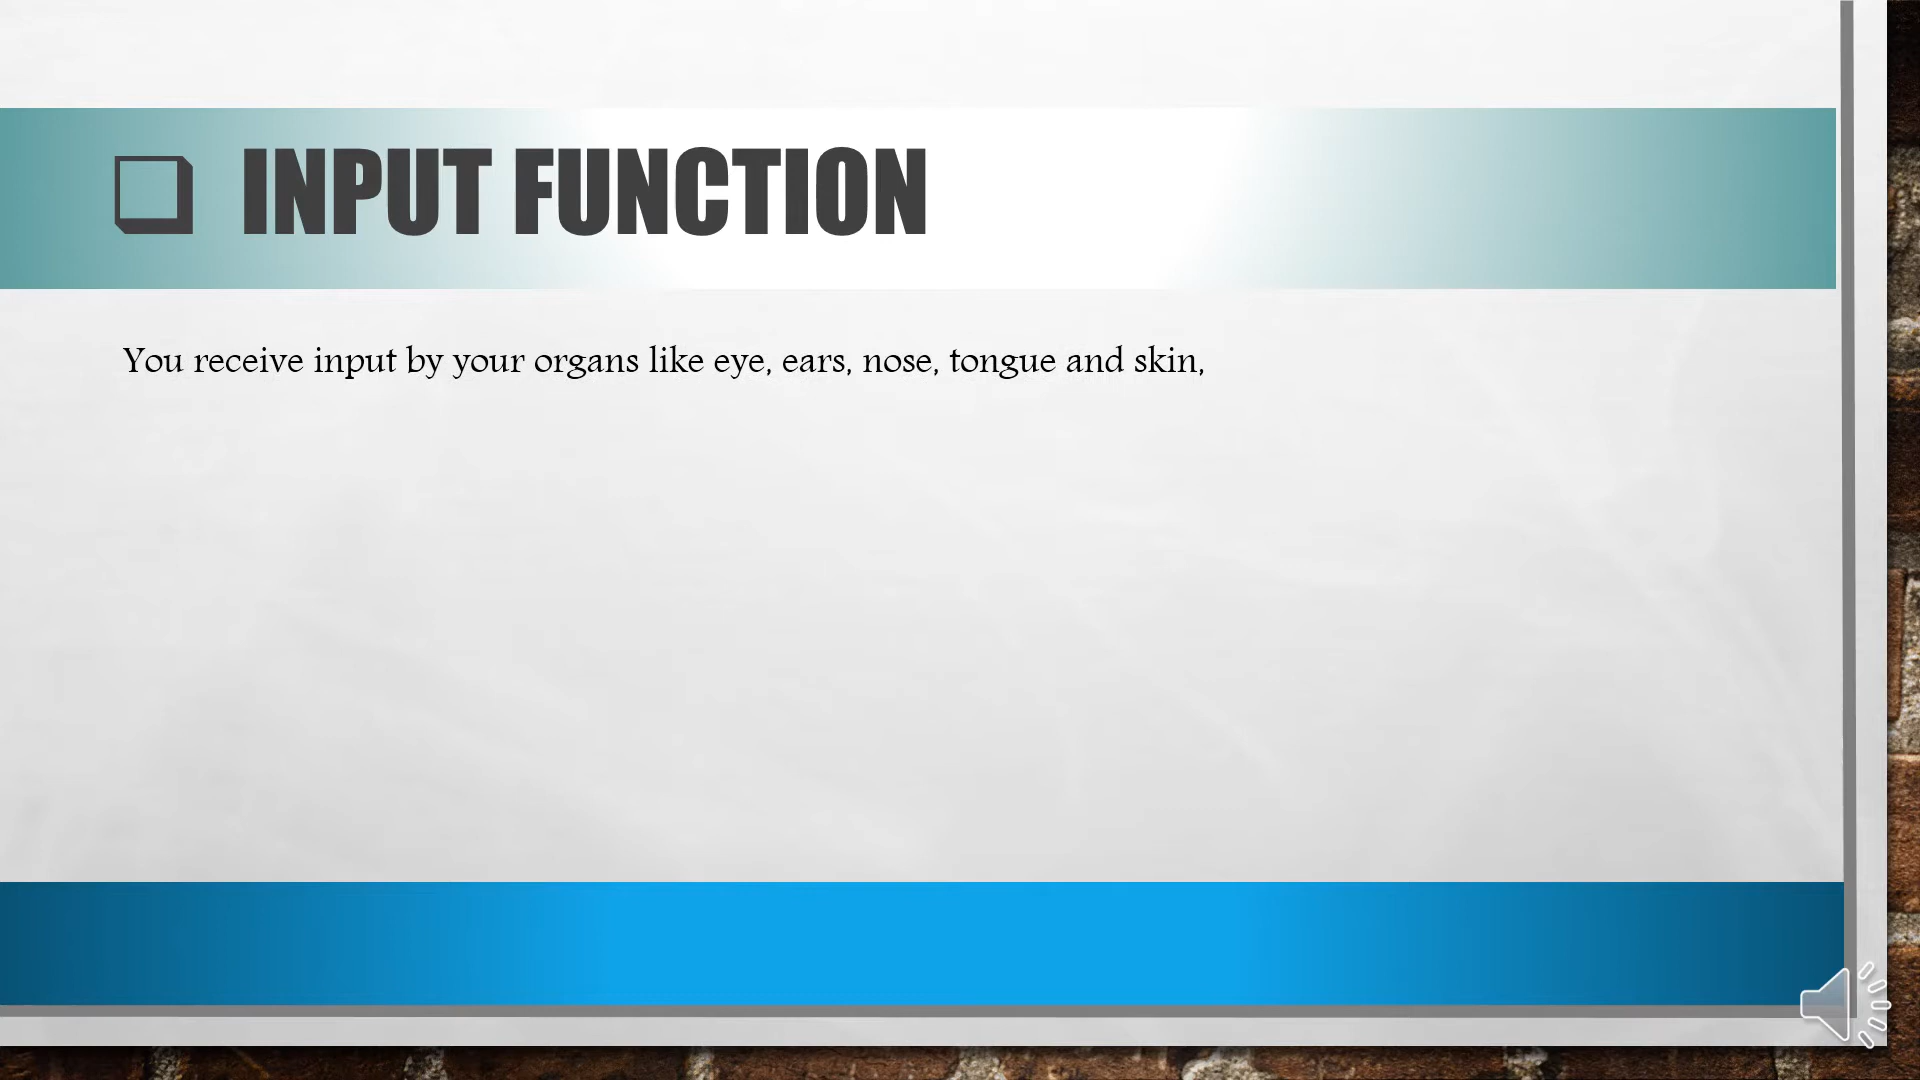 INPUT FUNCTION
You receive input by your organs like eye, ears, nose, tongue and skin,